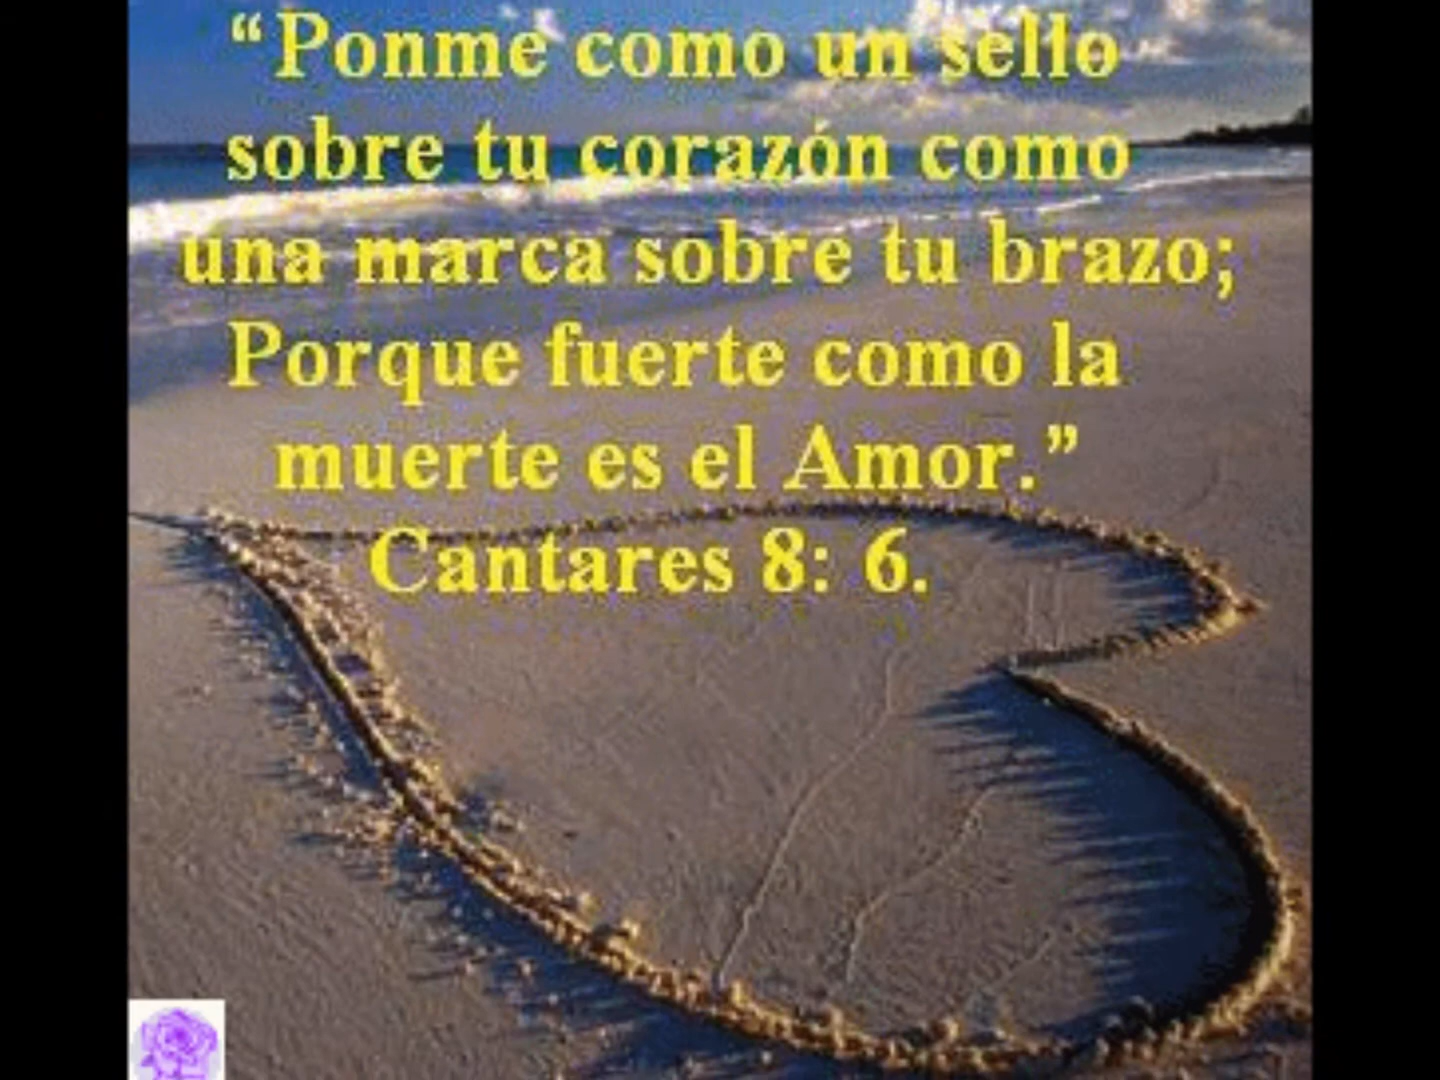 “Ponme como un sello
sobre tu corazón como
una marca sobre tu brazo;
Porque fuerte como la
muerte es el Amor.”
Cantares 8: 6.